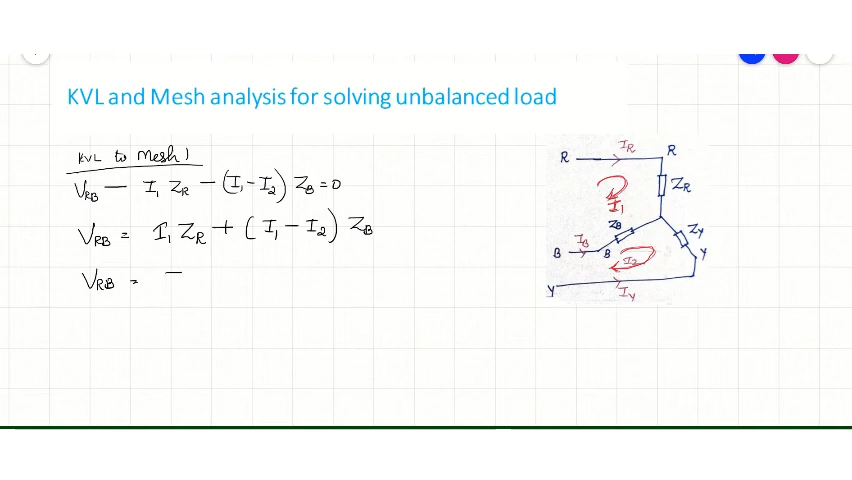 KVL and Mesh analysis for solving unbalanced load
KVL to Mesh 1
V_RB — I_1 Z_R - (I_1 - I_2) Z_B = 0
V_RB = I_1 Z_R + (I_1 - I_2) Z_B
V_RB =
R I_R R
Z_R
I_1
Z_B Z_Y
I_B
B B I_2 Y
Y I_Y